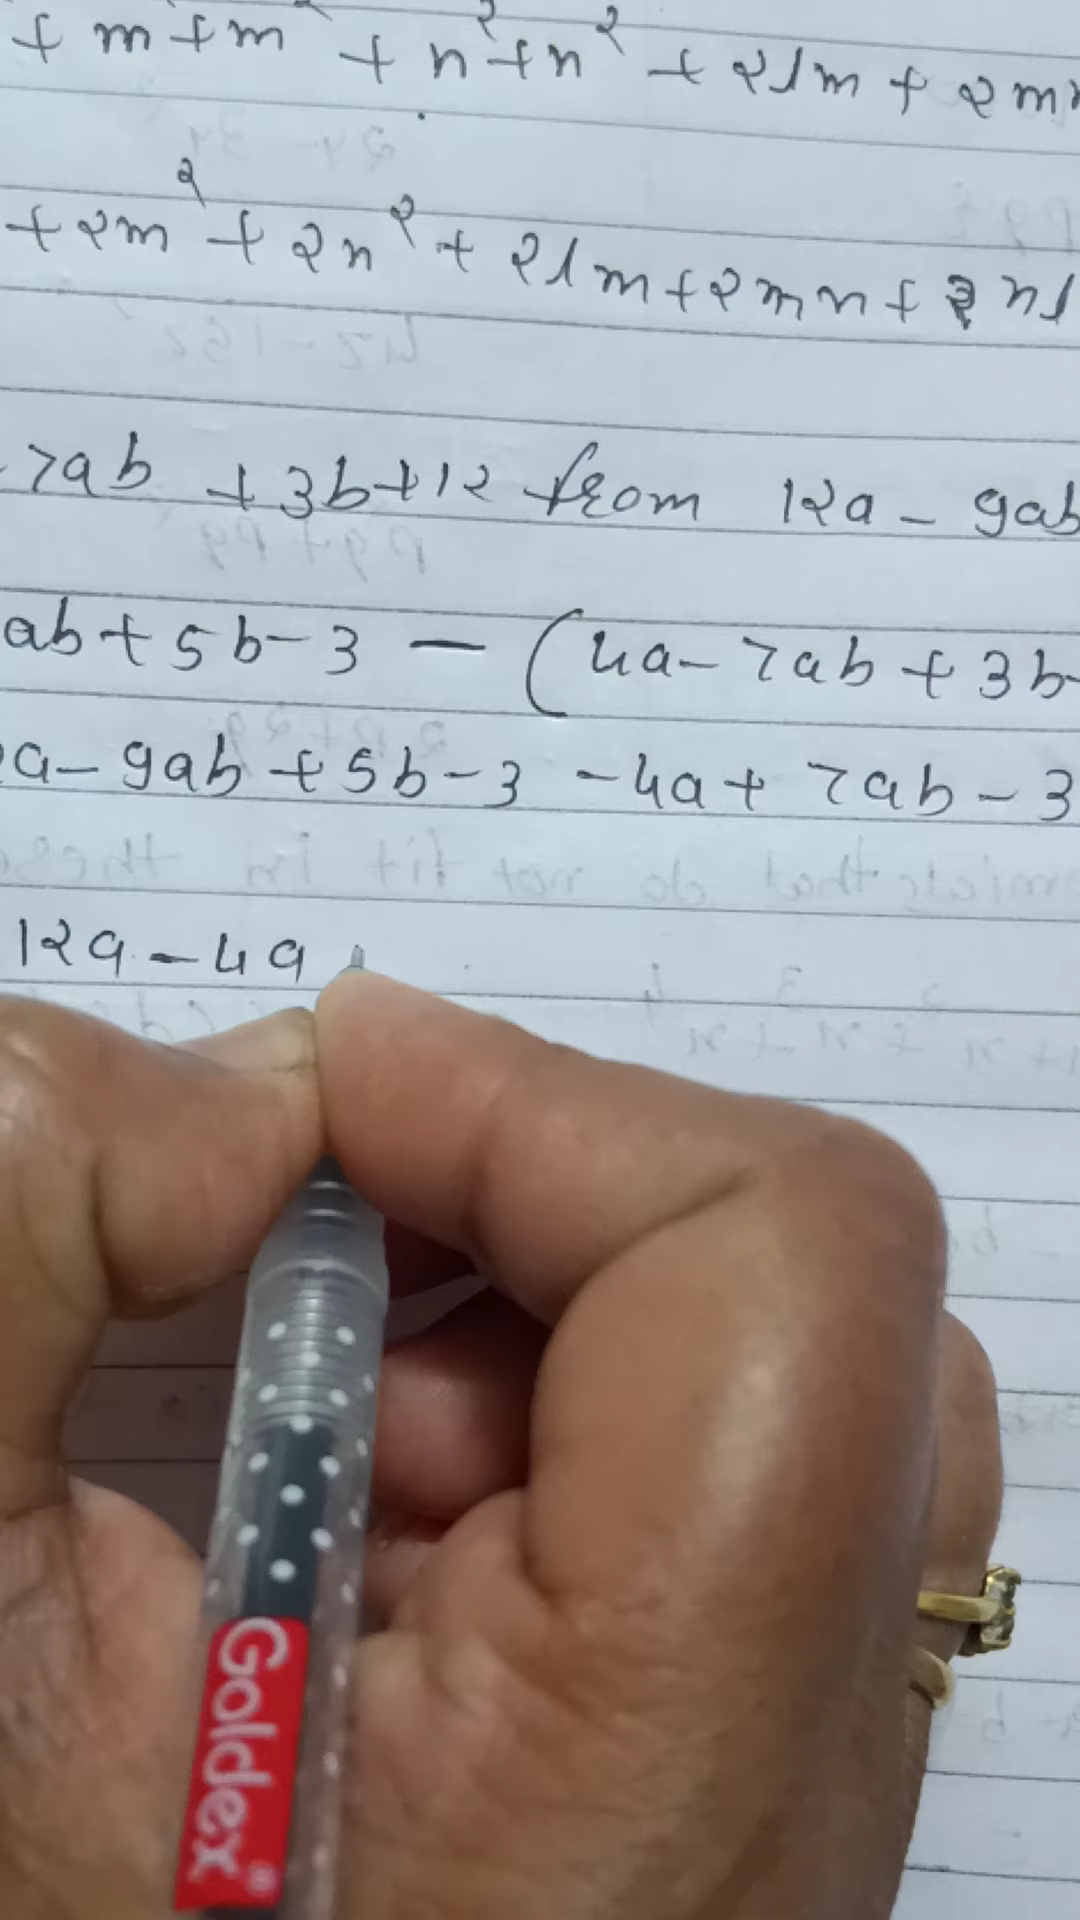 + m + m² + n² + n² + 2lm + 2mn
+ 2m² + 2n² + 2lm + 2mn + 2nl
7ab + 3b + 12 from 12a - 9ab
ab + 5b - 3 - (4a - 7ab + 3b
a - 9ab + 5b - 3 - 4a + 7ab - 3
12a - 4a
Goldex